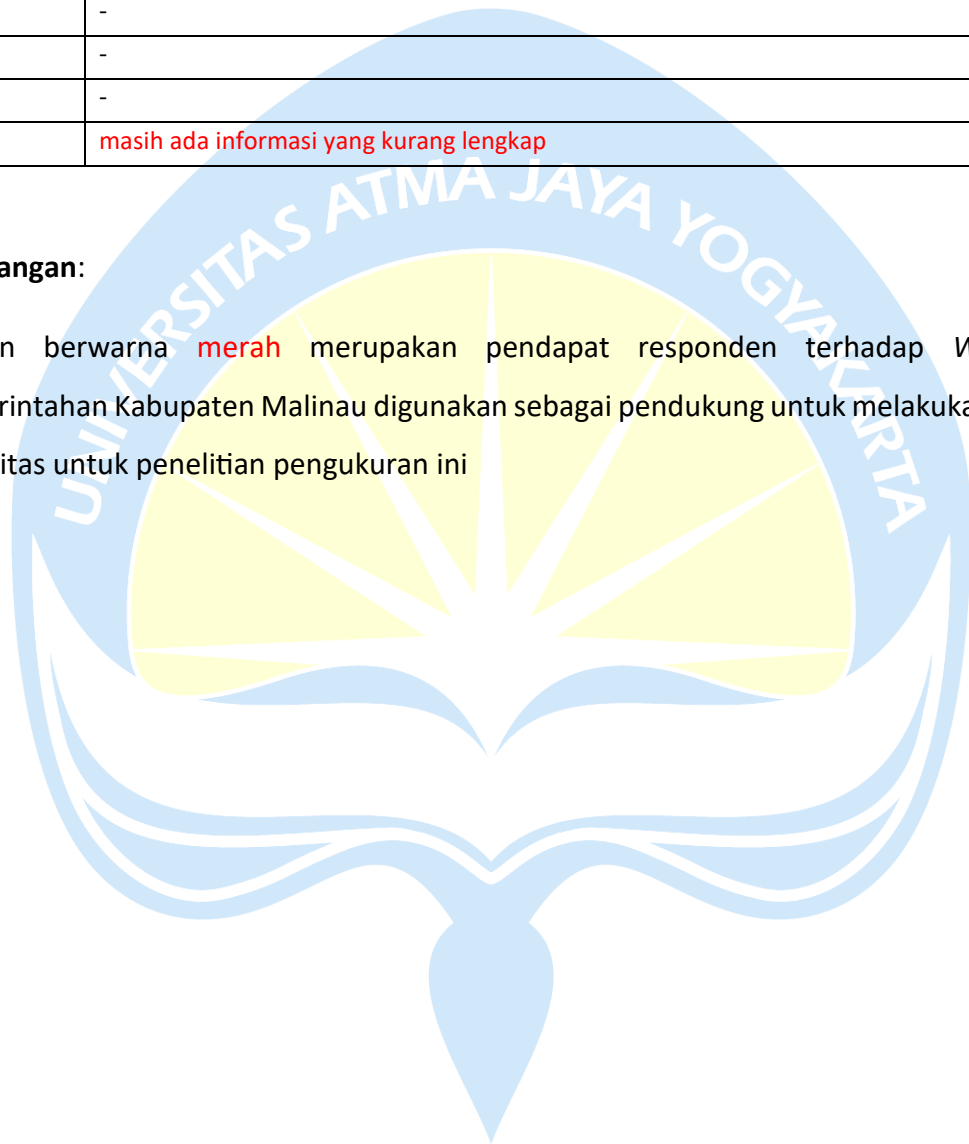 -
-
-
masih ada informasi yang kurang lengkap
UNIVERSITAS ATMA JAYA YOGYAKARTA
angan:
n berwarna merah merupakan pendapat responden terhadap W
rintahan Kabupaten Malinau digunakan sebagai pendukung untuk melakuka
itas untuk penelitian pengukuran ini